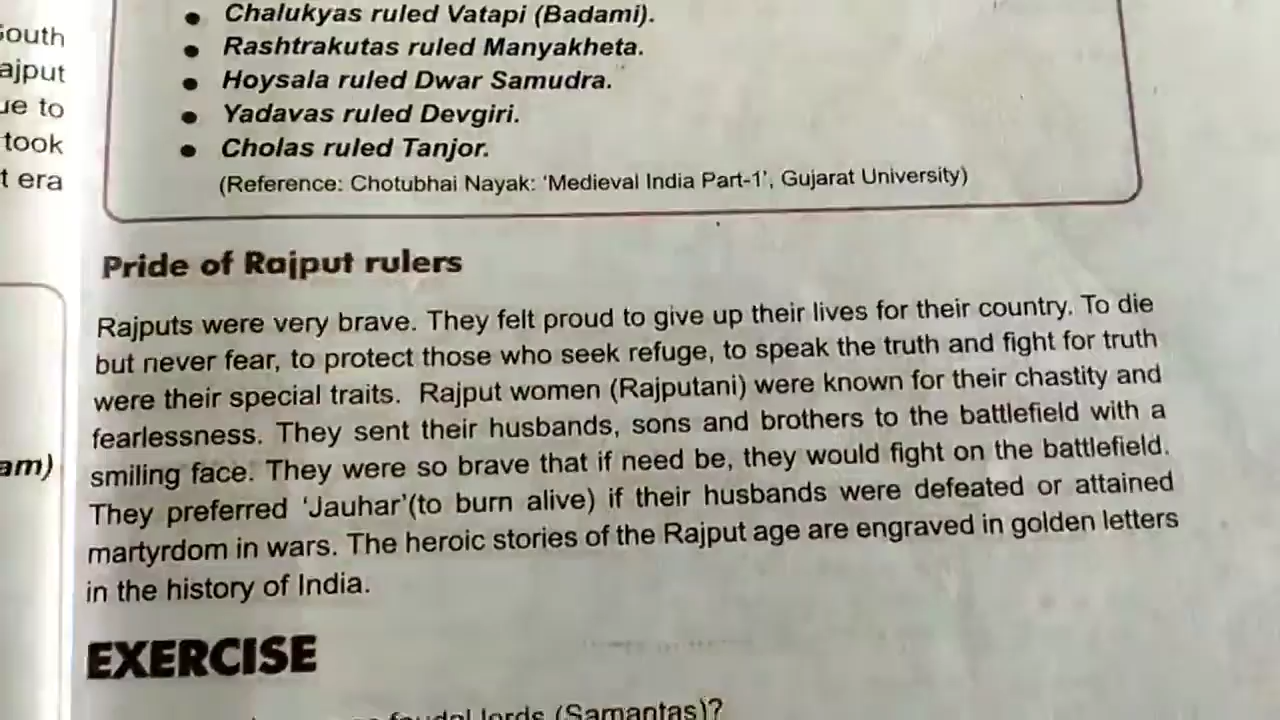 South
ajput
ue to
took
t era
am)
• Chalukyas ruled Vatapi (Badami).
• Rashtrakutas ruled Manyakheta.
• Hoysala ruled Dwar Samudra.
• Yadavas ruled Devgiri.
• Cholas ruled Tanjor.
(Reference: Chotubhai Nayak: ‘Medieval India Part-1’, Gujarat University)
Pride of Rajput rulers
Rajputs were very brave. They felt proud to give up their lives for their country. To die
but never fear, to protect those who seek refuge, to speak the truth and fight for truth
were their special traits. Rajput women (Rajputani) were known for their chastity and
fearlessness. They sent their husbands, sons and brothers to the battlefield with a
smiling face. They were so brave that if need be, they would fight on the battlefield.
They preferred ‘Jauhar’(to burn alive) if their husbands were defeated or attained
martyrdom in wars. The heroic stories of the Rajput age are engraved in golden letters
in the history of India.
EXERCISE
feudal lords (Samantas)?